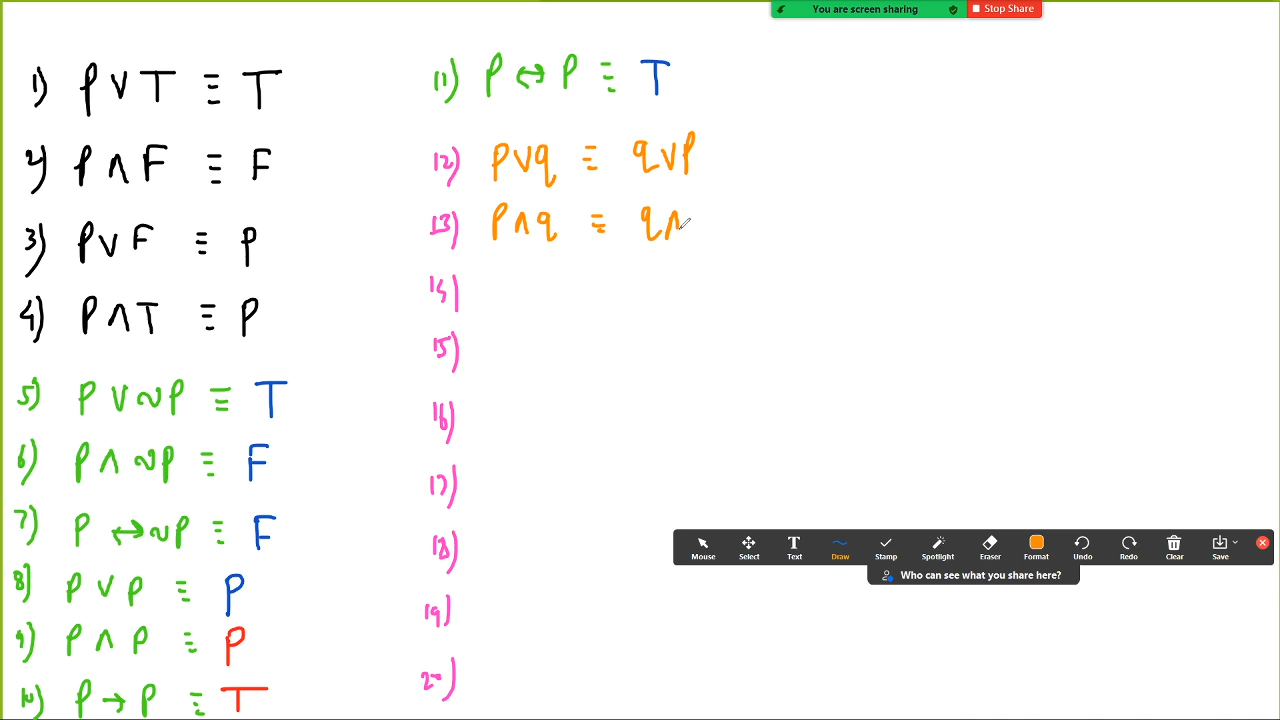 You are screen sharing Stop Share
1) P ∨ T ≡ T
2) P ∧ F ≡ F
3) P ∨ F ≡ P
4) P ∧ T ≡ P
5) P ∨ ~P ≡ T
6) P ∧ ~P ≡ F
7) P ↔ ~P ≡ F
8) P ∨ P ≡ P
9) P ∧ P ≡ P
10) P → P ≡ T
11) P ↔ P ≡ T
12) P ∨ q ≡ q ∨ P
13) P ∧ q ≡ q ∧
14)
15)
16)
17)
18)
19)
20)
Mouse Select Text Draw Stamp Spotlight Eraser Format Undo Redo Clear Save
Who can see what you share here?